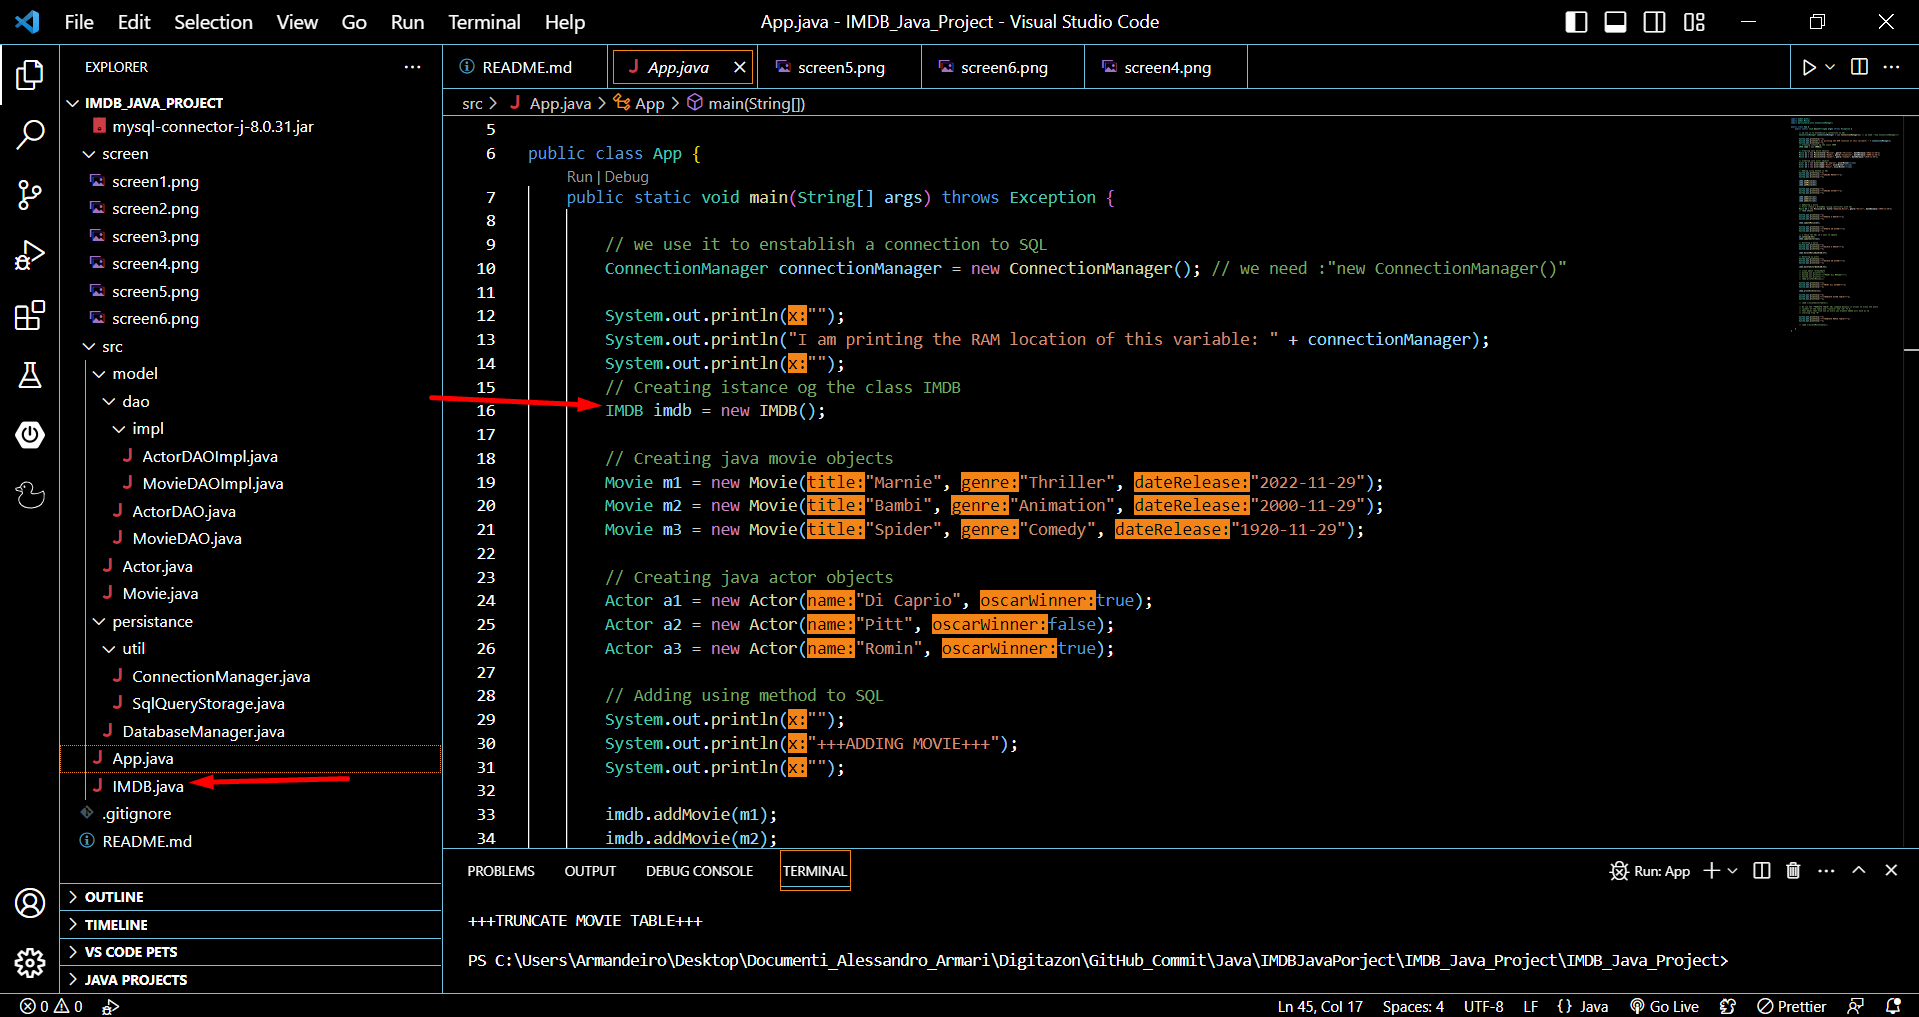 File Edit Selection View Go Run Terminal Help App.java - IMDB_Java_Project - Visual Studio Code
EXPLORER ...
IMDB_JAVA_PROJECT
mysql-connector-j-8.0.31.jar
screen
screen1.png
screen2.png
screen3.png
screen4.png
screen5.png
screen6.png
src
model
dao
impl
ActorDAOImpl.java
MovieDAOImpl.java
ActorDAO.java
MovieDAO.java
Actor.java
Movie.java
persistance
util
ConnectionManager.java
SqlQueryStorage.java
DatabaseManager.java
App.java
IMDB.java
.gitignore
README.md
OUTLINE
TIMELINE
VS CODE PETS
JAVA PROJECTS
README.md App.java screen5.png screen6.png screen4.png
src > App.java > App > main(String[])
5
6 public class App {
Run | Debug
7 public static void main(String[] args) throws Exception {
8
9 // we use it to enstablish a connection to SQL
10 ConnectionManager connectionManager = new ConnectionManager(); // we need :"new ConnectionManager()"
11
12 System.out.println(x:"");
13 System.out.println("I am printing the RAM location of this variable: " + connectionManager);
14 System.out.println(x:"");
15 // Creating istance og the class IMDB
16 IMDB imdb = new IMDB();
17
18 // Creating java movie objects
19 Movie m1 = new Movie(title:"Marnie", genre:"Thriller", dateRelease:"2022-11-29");
20 Movie m2 = new Movie(title:"Bambi", genre:"Animation", dateRelease:"2000-11-29");
21 Movie m3 = new Movie(title:"Spider", genre:"Comedy", dateRelease:"1920-11-29");
22
23 // Creating java actor objects
24 Actor a1 = new Actor(name:"Di Caprio", oscarWinner:true);
25 Actor a2 = new Actor(name:"Pitt", oscarWinner:false);
26 Actor a3 = new Actor(name:"Romin", oscarWinner:true);
27
28 // Adding using method to SQL
29 System.out.println(x:"");
30 System.out.println(x:"+++ADDING MOVIE+++");
31 System.out.println(x:"");
32
33 imdb.addMovie(m1);
34 imdb.addMovie(m2);
PROBLEMS OUTPUT DEBUG CONSOLE TERMINAL Run: App
+++TRUNCATE MOVIE TABLE+++
PS C:\Users\Armandeiro\Desktop\Documenti_Alessandro_Armari\Digitazon\GitHub_Commit\Java\IMDBJavaPorject\IMDB_Java_Project\IMDB_Java_Project>
0 0 Ln 45, Col 17 Spaces: 4 UTF-8 LF {} Java Go Live Prettier